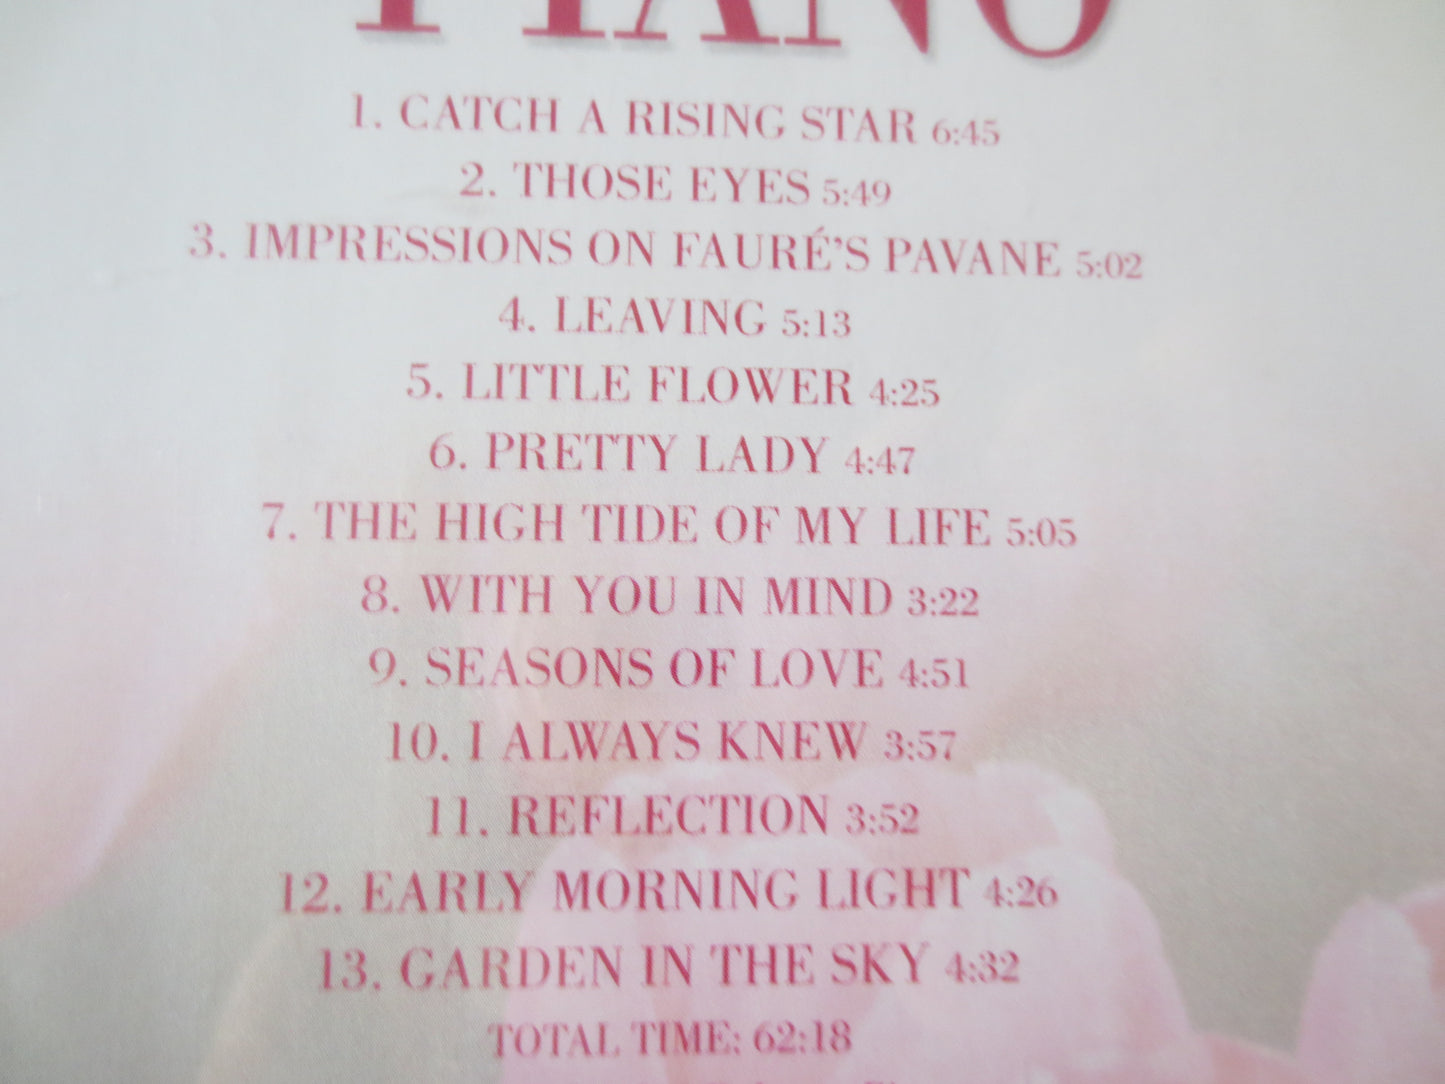 PIANO
1. CATCH A RISING STAR 6:45
2. THOSE EYES 5:49
3. IMPRESSIONS ON FAURÉ'S PAVANE 5:02
4. LEAVING 5:13
5. LITTLE FLOWER 4:25
6. PRETTY LADY 4:47
7. THE HIGH TIDE OF MY LIFE 5:05
8. WITH YOU IN MIND 3:22
9. SEASONS OF LOVE 4:51
10. I ALWAYS KNEW 3:57
11. REFLECTION 3:52
12. EARLY MORNING LIGHT 4:26
13. GARDEN IN THE SKY 4:32
TOTAL TIME: 62:18